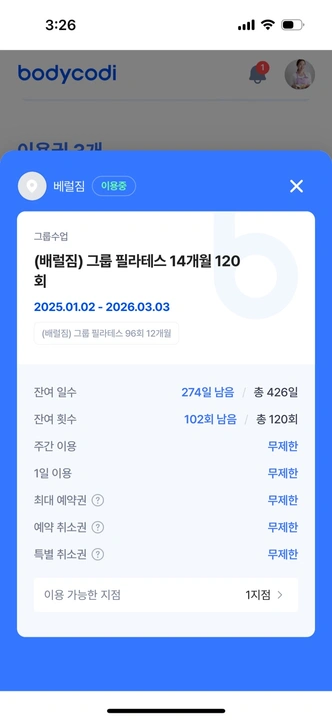 3:26
bodycodi
1
이용권 3개
베럴짐 이용중
그룹수업
(배럴짐) 그룹 필라테스 14개월 120
회
2025.01.02 - 2026.03.03
(배럴짐) 그룹 필라테스 96회 12개월
잔여 일수 274일 남음 / 총 426일
잔여 횟수 102회 남음 / 총 120회
주간 이용 무제한
1일 이용 무제한
최대 예약권 ? 무제한
예약 취소권 ? 무제한
특별 취소권 ? 무제한
이용 가능한 지점 1지점 >